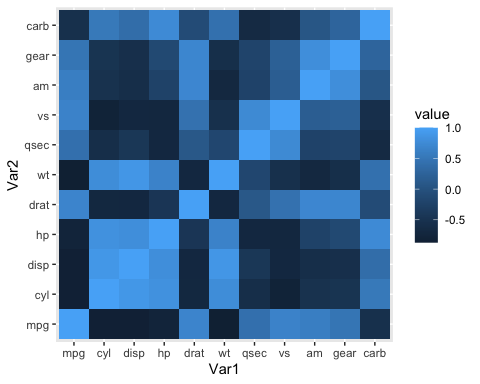 carb
gear
am
vs
qsec
wt
drat
hp
disp
cyl
mpg
Var2
mpg cyl disp hp drat wt qsec vs am gear carb
Var1
value
1.0
0.5
0.0
-0.5